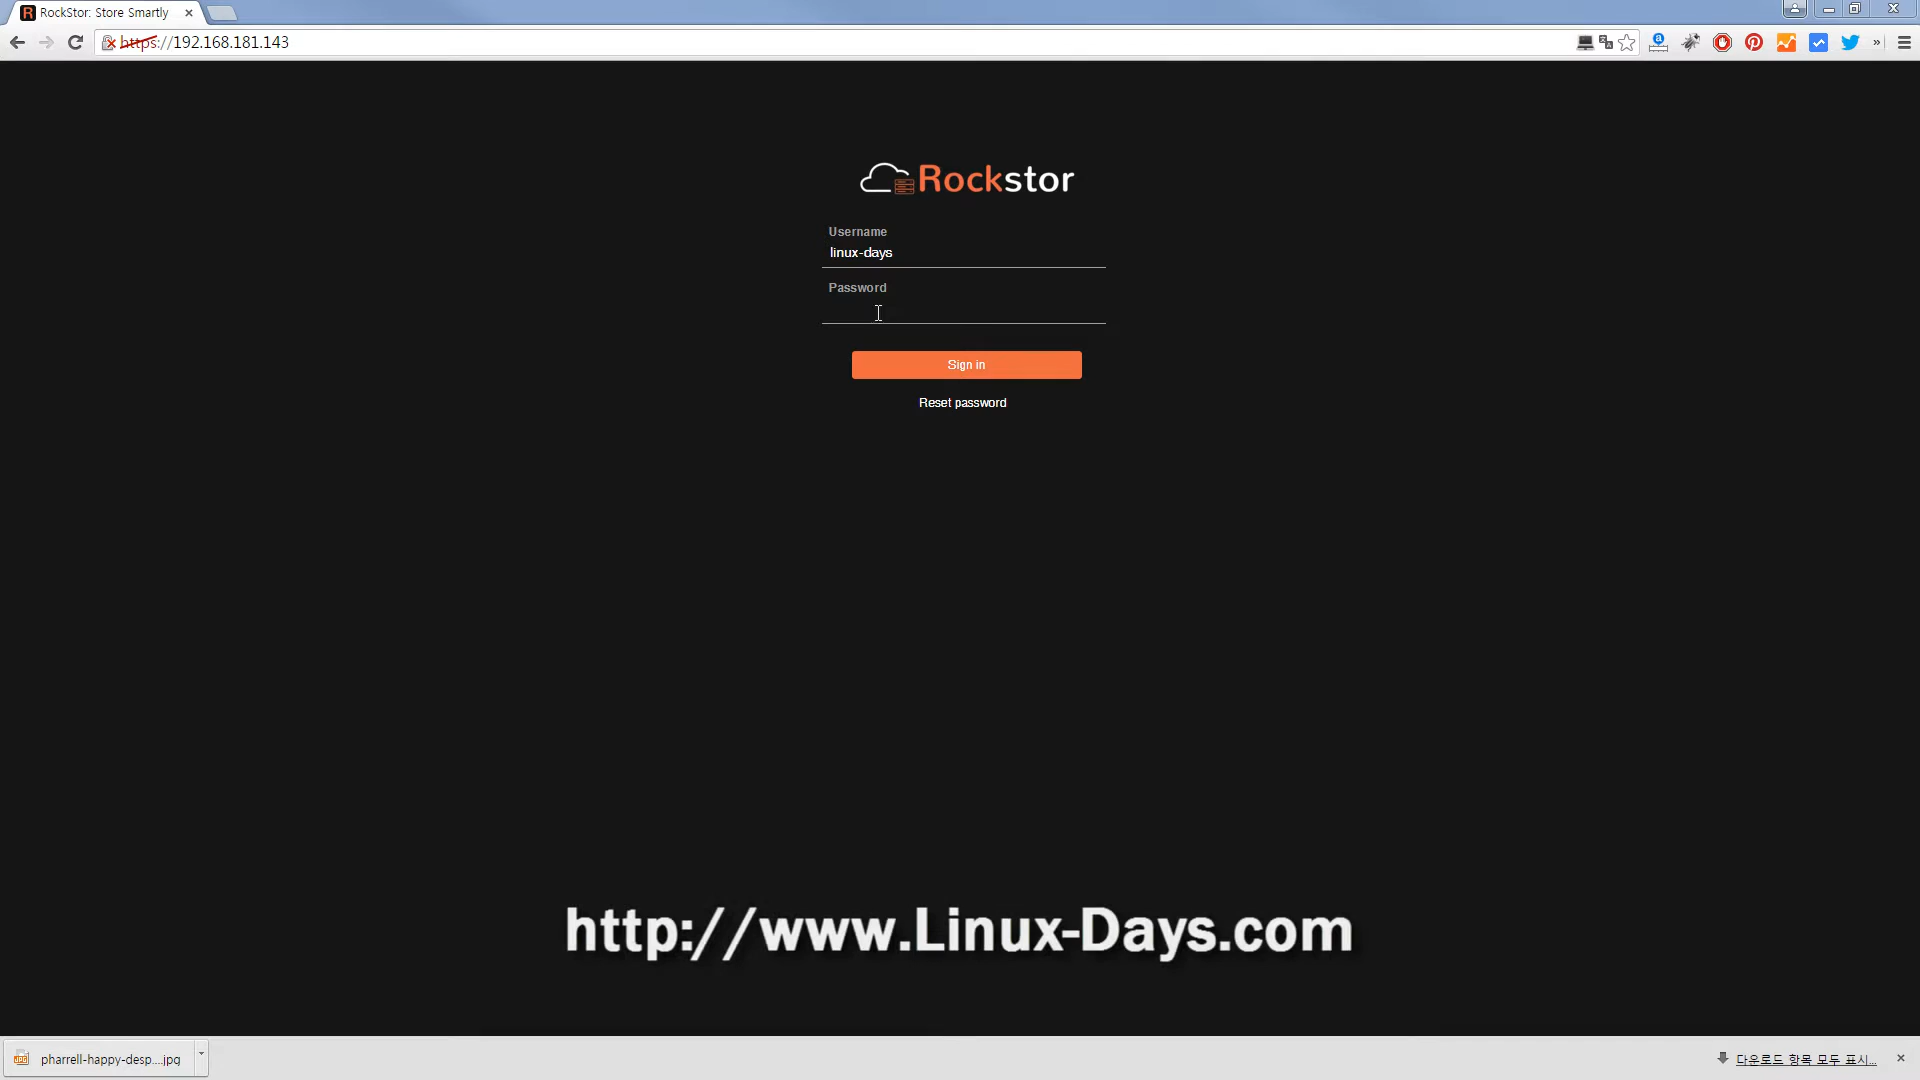 RockStor: Store Smartly
https://192.168.181.143
Rockstor
Username
linux-days
Password
Sign in
Reset password
http://www.Linux-Days.com
pharrell-happy-desp....jpg
다운로드 항목 모두 표시...